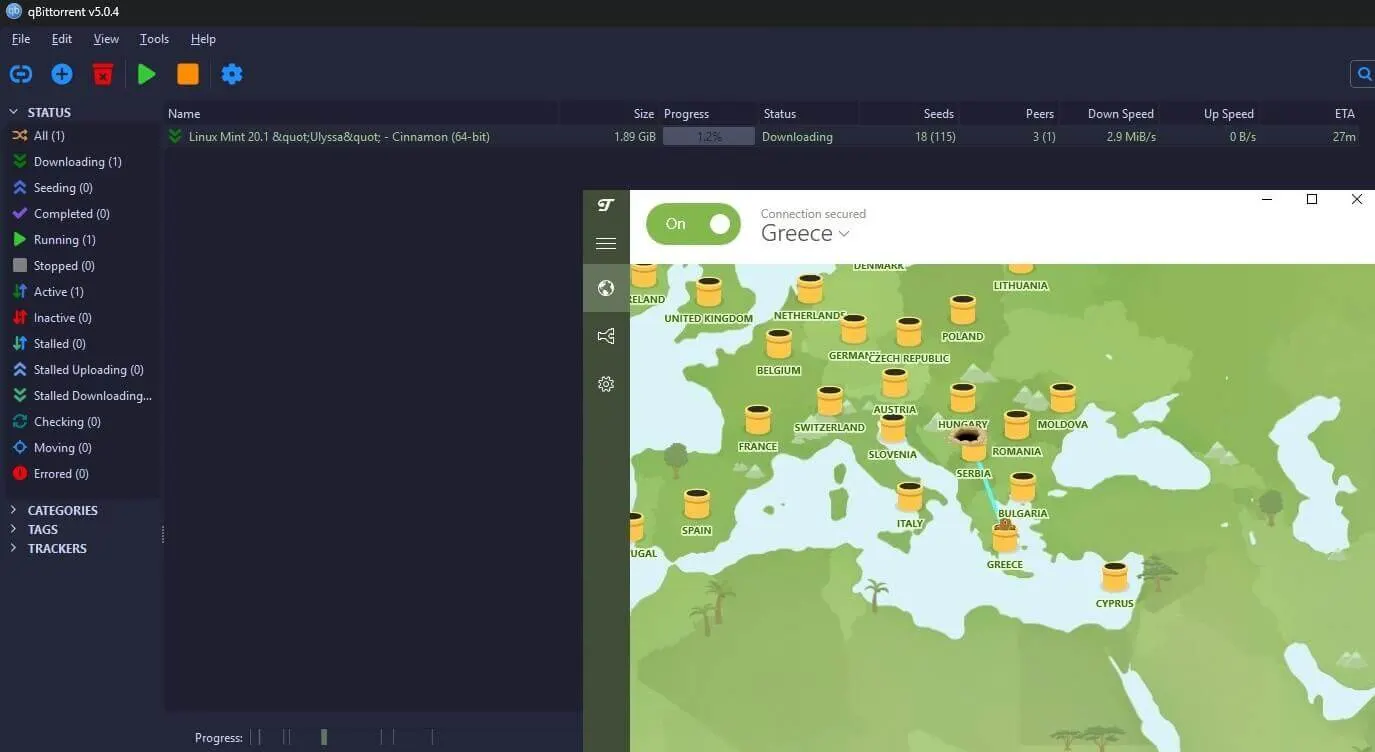 qb qBittorrent v5.0.4
File Edit View Tools Help
STATUS
All (1)
Downloading (1)
Seeding (0)
Completed (0)
Running (1)
Stopped (0)
Active (1)
Inactive (0)
Stalled (0)
Stalled Uploading (0)
Stalled Downloading...
Checking (0)
Moving (0)
Errored (0)
CATEGORIES
TAGS
TRACKERS
Name Size Progress Status Seeds Peers Down Speed Up Speed ETA
Linux Mint 20.1 &quot;Ulyssa&quot; - Cinnamon (64-bit) 1.89 GiB 1.2% Downloading 18 (115) 3 (1) 2.9 MiB/s 0 B/s 27m
Progress:
On
Connection secured
Greece
DENMARK
LITHUANIA
RELAND
UNITED KINGDOM
NETHERLANDS
POLAND
GERMANY
CZECH REPUBLIC
BELGIUM
AUSTRIA
SWITZERLAND
HUNGARY
MOLDOVA
FRANCE
SLOVENIA
ROMANIA
SERBIA
BULGARIA
ITALY
SPAIN
UGAL
GREECE
CYPRUS